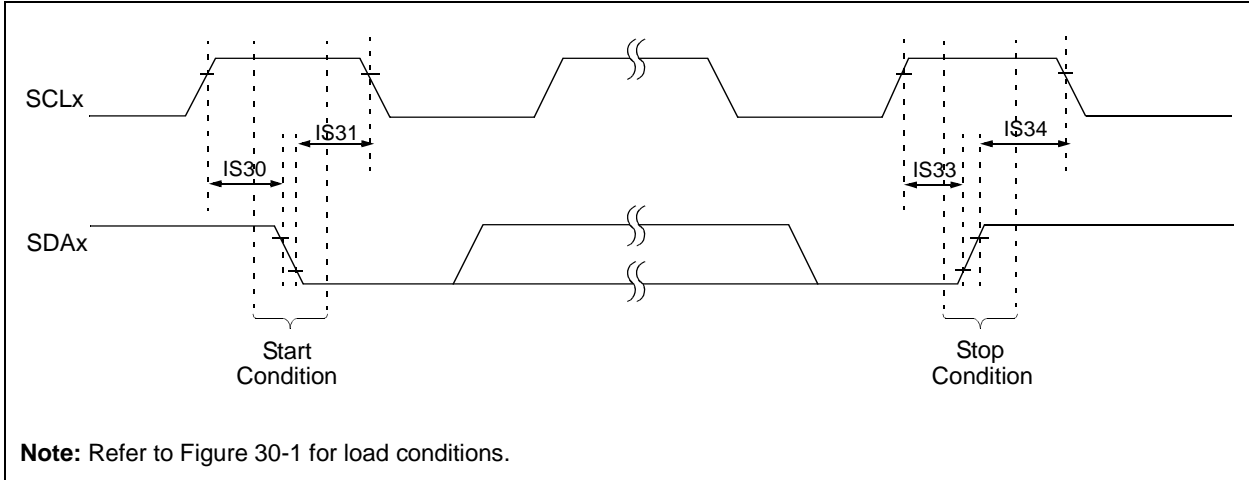 SCLx
IS31
IS34
IS30
IS33
SDAx
Start
Condition
Stop
Condition
Note: Refer to Figure 30-1 for load conditions.